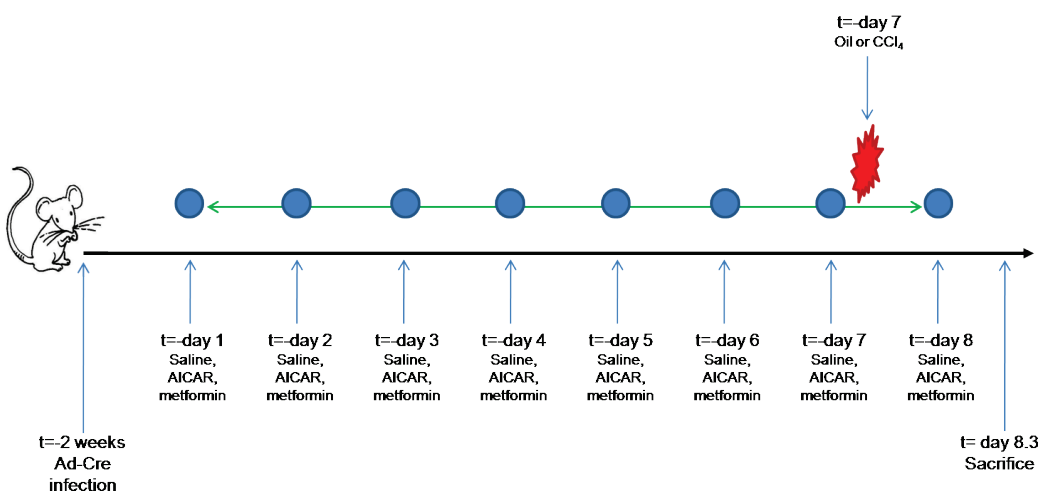 t=-day 7
Oil or CCl₄
t=-day 1
Saline,
AICAR,
metformin
t=-day 2
Saline,
AICAR,
metformin
t=-day 3
Saline,
AICAR,
metformin
t=-day 4
Saline,
AICAR,
metformin
t=-day 5
Saline,
AICAR,
metformin
t=-day 6
Saline,
AICAR,
metformin
t=-day 7
Saline,
AICAR,
metformin
t=-day 8
Saline,
AICAR,
metformin
t=-2 weeks
Ad-Cre
infection
t= day 8.3
Sacrifice